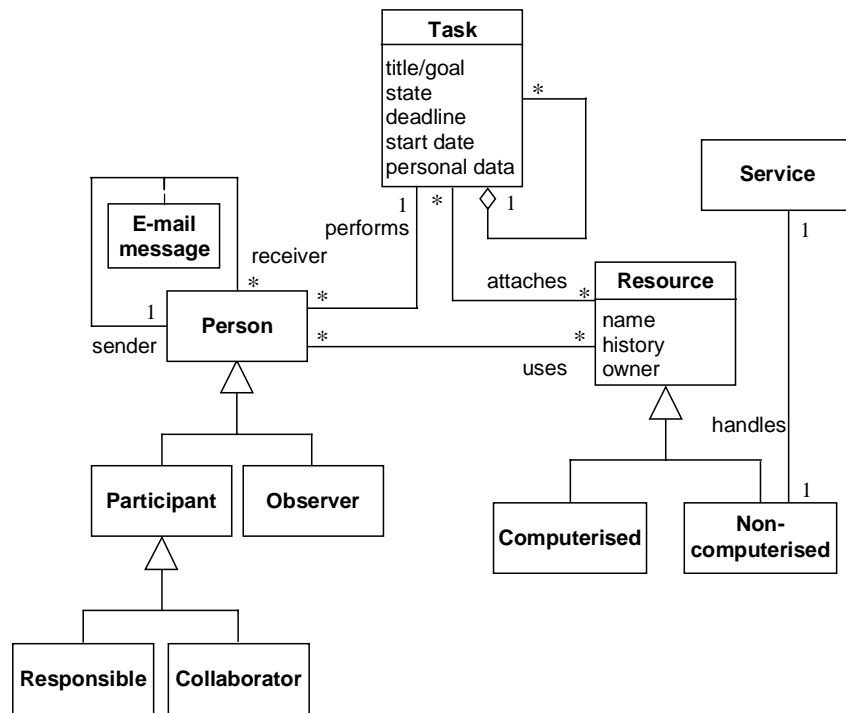 Task
title/goal
state
deadline
start date
personal data
*
Service
1
E-mail
message
performs
1
*
1
receiver
*
*
attaches
*
Resource
name
history
owner
1
Person
sender
*
*
uses
handles
1
Participant
Observer
Computerised
Non-
computerised
Responsible
Collaborator